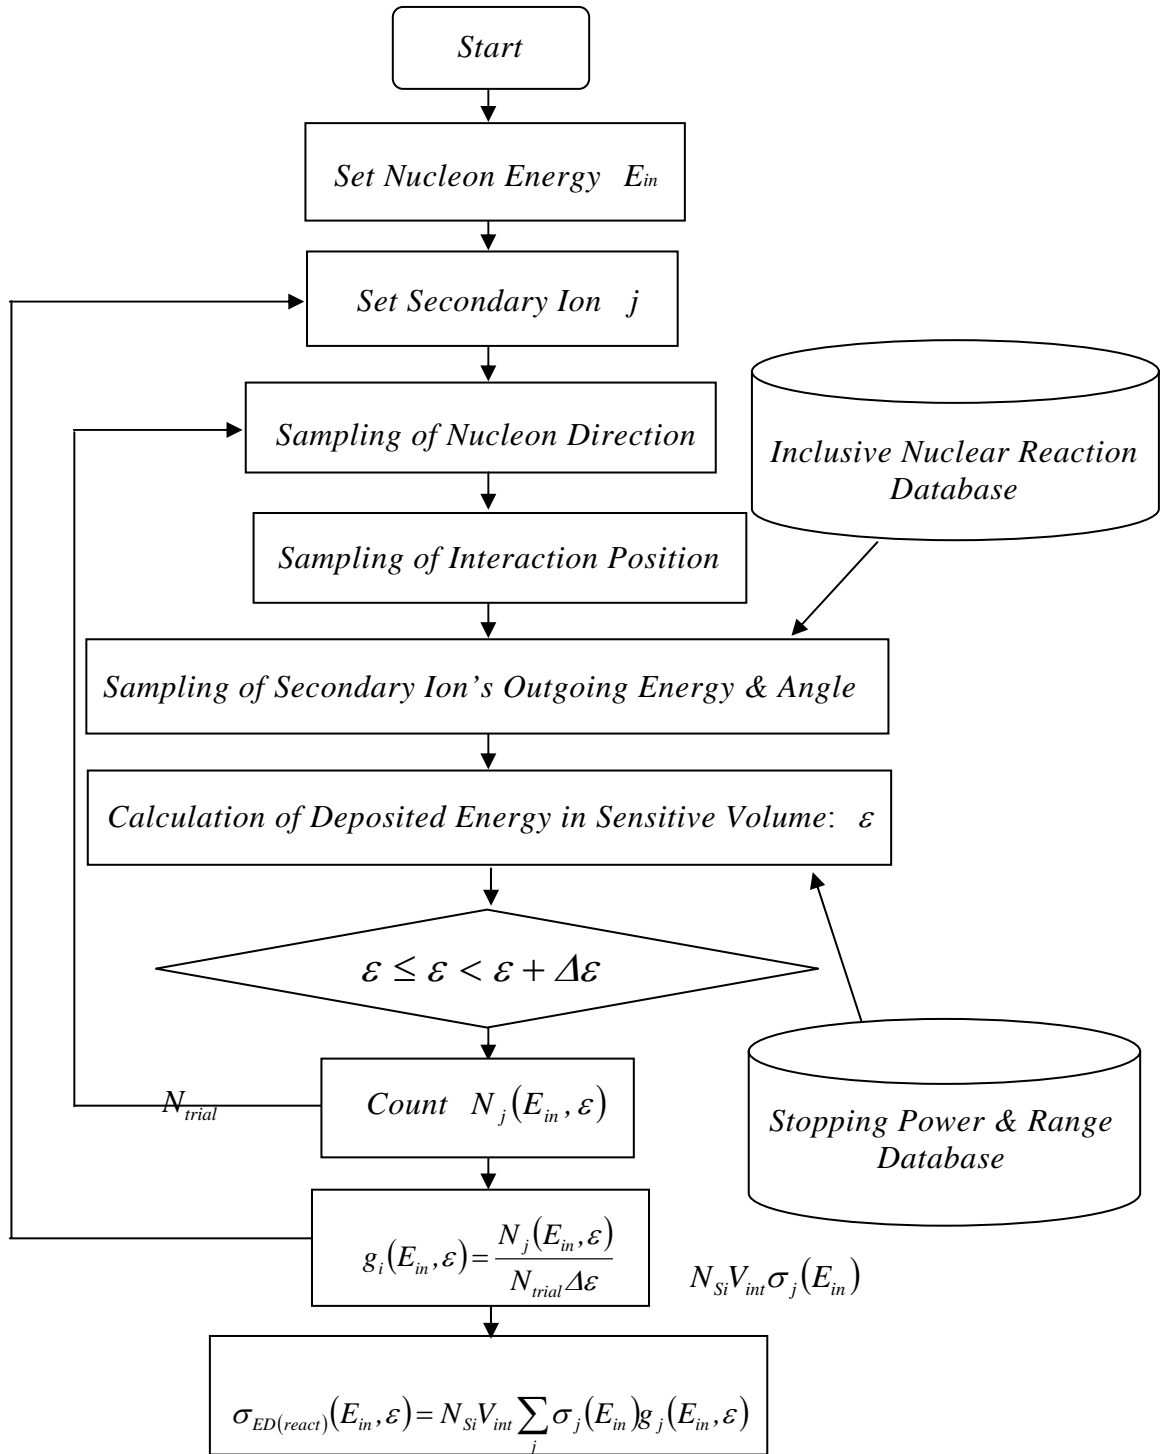 Start
Set Nucleon Energy E_in
Set Secondary Ion j
Sampling of Nucleon Direction
Inclusive Nuclear Reaction
Database
Sampling of Interaction Position
Sampling of Secondary Ion's Outgoing Energy & Angle
Calculation of Deposited Energy in Sensitive Volume: ε
ε ≤ ε < ε + Δε
N_trial
Count N_j(E_in, ε)
Stopping Power & Range
Database
g_i(E_in, ε) = N_j(E_in, ε) / N_trial Δε
N_Si V_int σ_j(E_in)
σ_ED(react)(E_in, ε) = N_Si V_int ∑_j σ_j(E_in) g_j(E_in, ε)